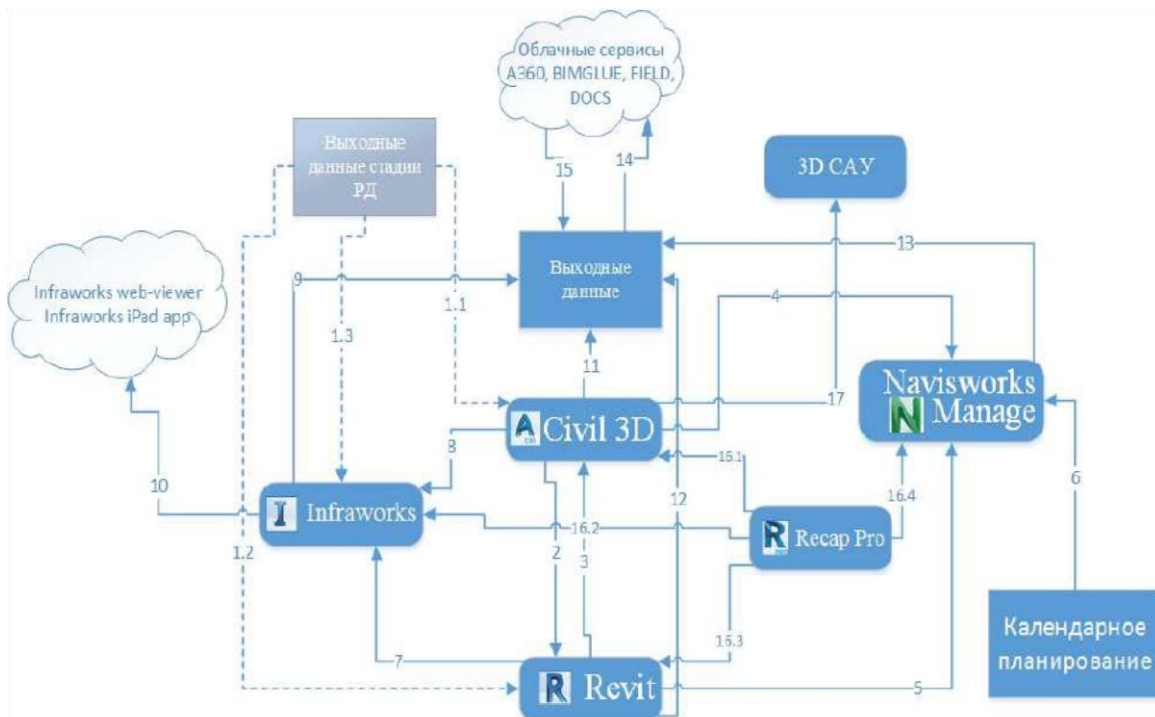 Облачные сервисы
A360, BIMGLUE, FIELD,
DOCS
Выходные
данные стадии
РД
15
14
3D САУ
13
Выходные
данные
9
Infraworks web-viewer
Infraworks iPad app
1.1
4
1.3
11
Navisworks
Manage
17
Civil 3D
8
16.1
10
12
6
16.4
Infraworks
16.2
Recap Pro
1.2
2
3
16.3
Календарное
планирование
7
Revit
5